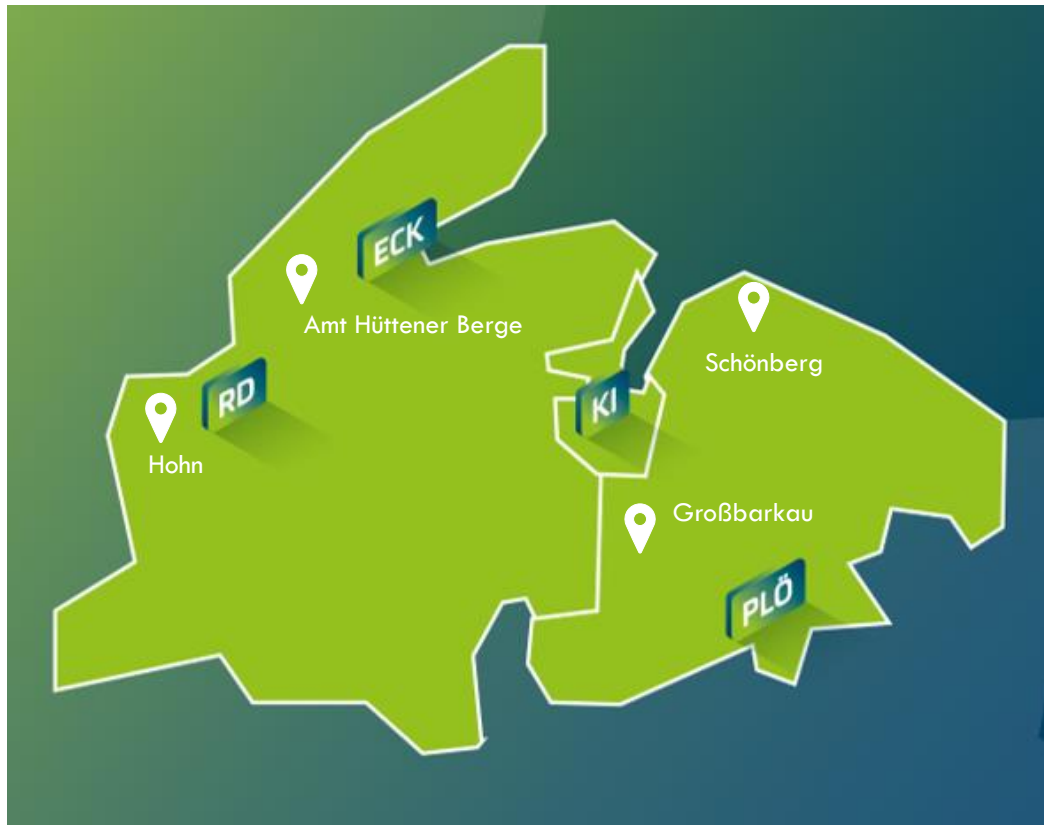 ECK
Amt Hüttener Berge
Schönberg
RD
KI
Hohn
Großbarkau
PLÖ